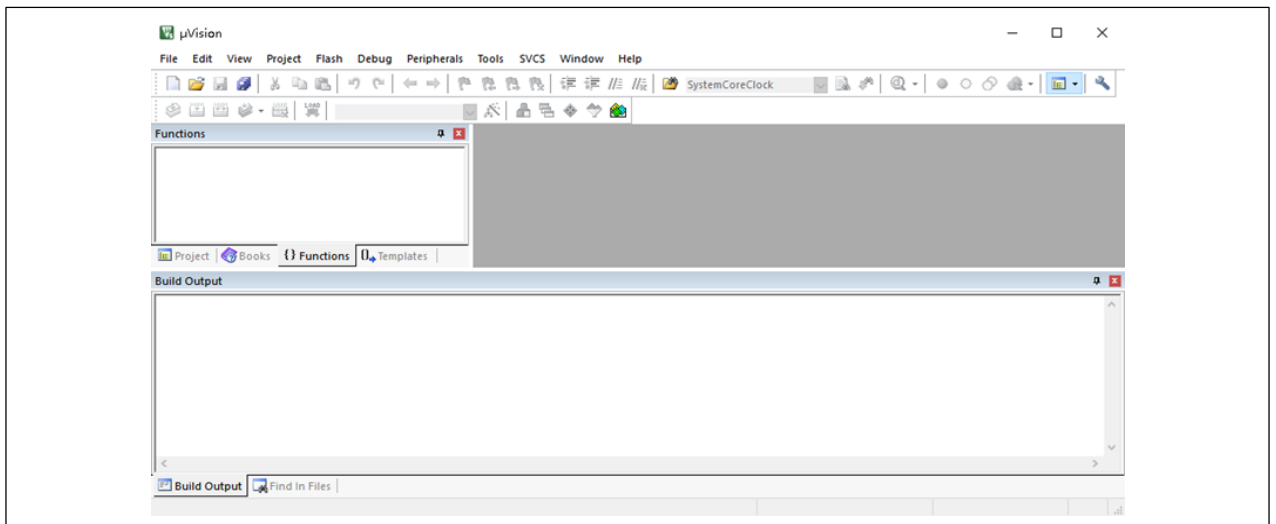 µVision
File Edit View Project Flash Debug Peripherals Tools SVCS Window Help
SystemCoreClock
LOAD
Functions
Project Books {} Functions Templates
Build Output
Build Output Find In Files